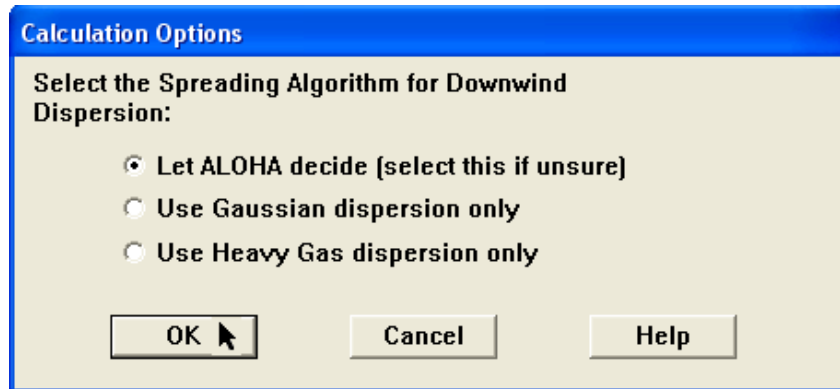 Calculation Options
Select the Spreading Algorithm for Downwind
Dispersion:
Let ALOHA decide (select this if unsure)
Use Gaussian dispersion only
Use Heavy Gas dispersion only
OK
Cancel
Help